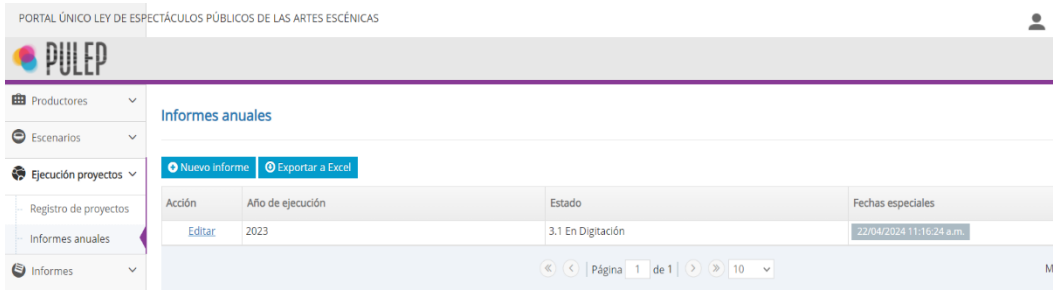 PORTAL ÚNICO LEY DE ESPECTÁCULOS PÚBLICOS DE LAS ARTES ESCÉNICAS
PULEP
Productores
Escenarios
Ejecución proyectos
Registro de proyectos
Informes anuales
Informes
Informes anuales
Nuevo informe Exportar a Excel
Acción Año de ejecución Estado Fechas especiales
Editar 2023 3.1 En Digitación 22/04/2024 11:16:24 a.m.
Página 1 de 1 10